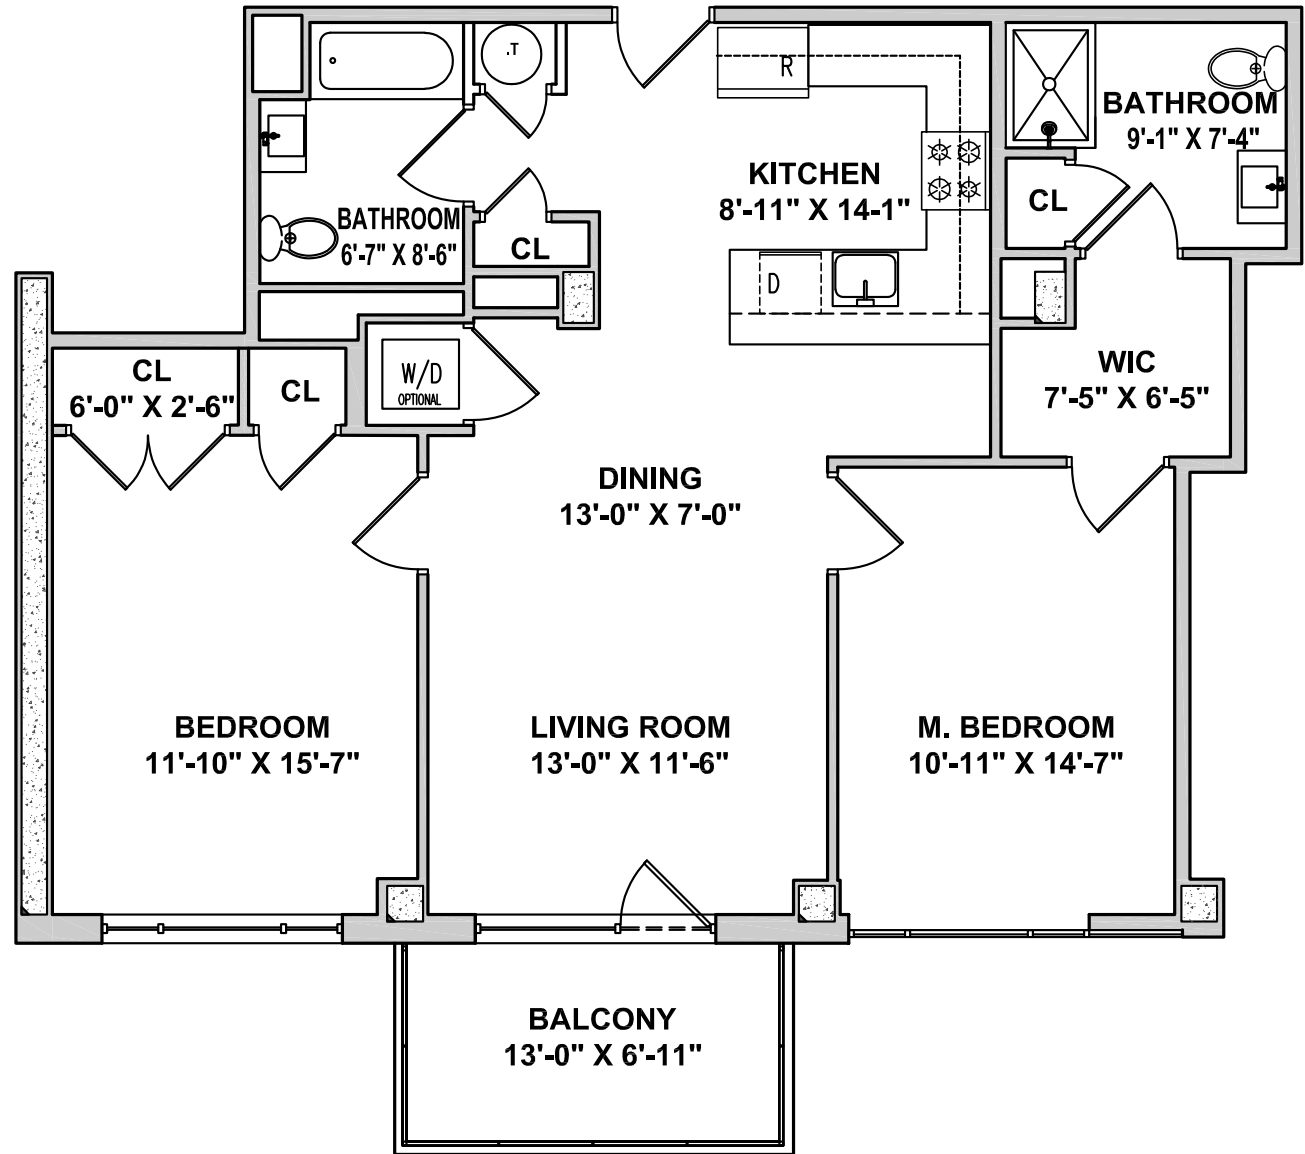 .T
R
BATHROOM
9'-1" X 7'-4"
KITCHEN
8'-11" X 14-1"
CL
BATHROOM
6'-7" X 8'-6"
CL
D
W/D
OPTIONAL
CL
6'-0" X 2'-6"
CL
WIC
7'-5" X 6'-5"
DINING
13'-0" X 7'-0"
BEDROOM
11'-10" X 15'-7"
LIVING ROOM
13'-0" X 11'-6"
M. BEDROOM
10'-11" X 14'-7"
BALCONY
13'-0" X 6'-11"